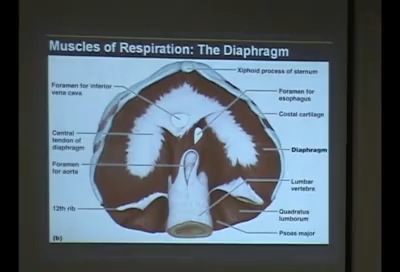 Muscles of Respiration: The Diaphragm
Xiphoid process of sternum
Foramen for inferior
vena cava
Foramen for
esophagus
Costal cartilage
Central
tendon of
diaphragm
Diaphragm
Foramen
for aorta
Lumbar
vertebra
12th rib
Quadratus
lumborum
Psoas major
(b)